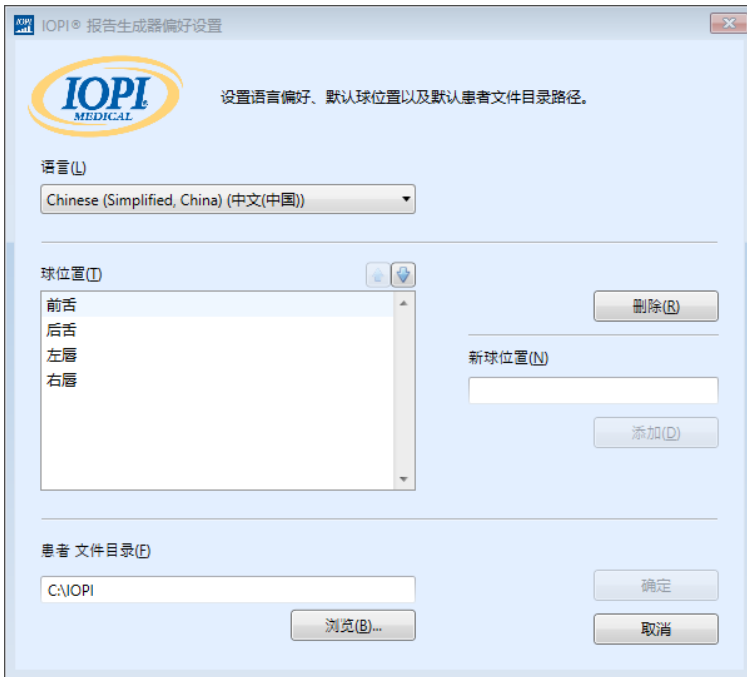 IOPI® 报告生成器偏好设置
IOPI®
MEDICAL
设置语言偏好、默认球位置以及默认患者文件目录路径。
语言(L)
Chinese (Simplified, China) (中文(中国))
球位置(T)
前舌
后舌
左唇
右唇
删除(R)
新球位置(N)
添加(D)
患者 文件目录(F)
C:\IOPI
浏览(B)...
确定
取消